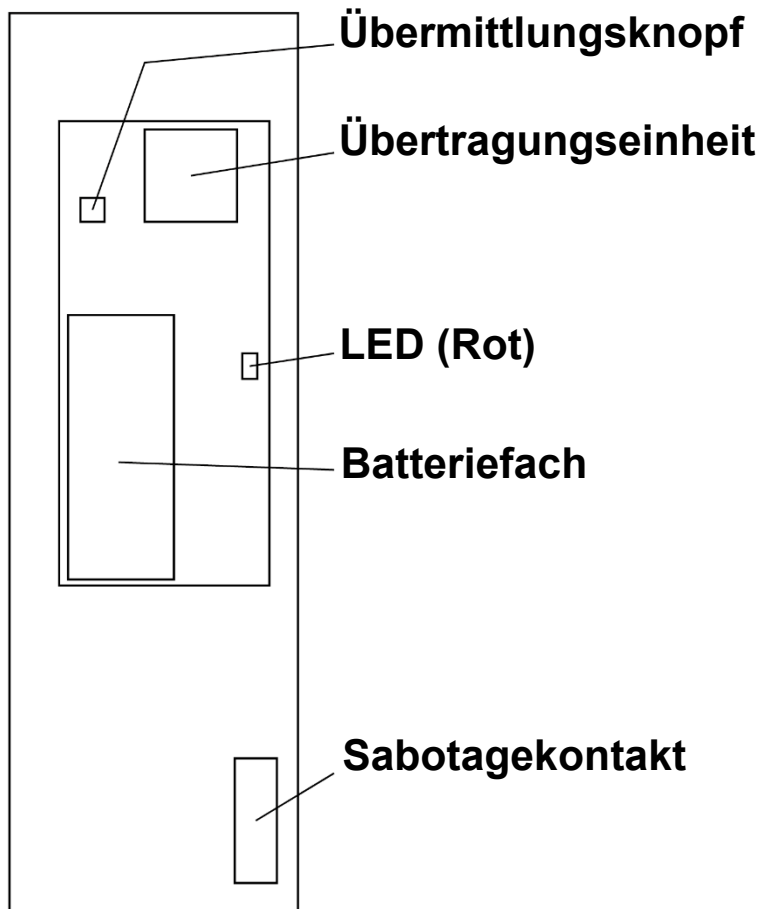 Übermittlungsknopf
Übertragungseinheit
LED (Rot)
Batteriefach
Sabotagekontakt